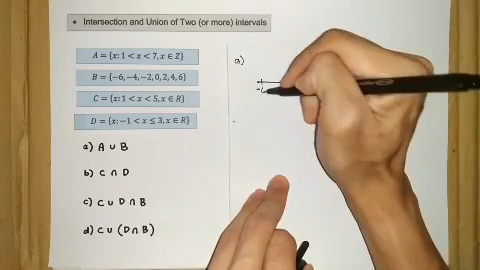 • Intersection and Union of Two (or more) intervals
A = {x: 1 < x < 7, x ∈ Z}
B = {−6, −4, −2, 0, 2, 4, 6}
C = {x: 1 < x < 5, x ∈ R}
D = {x: −1 < x ≤ 3, x ∈ R}
a) A ∪ B
b) C ∩ D
c) C ∪ D ∩ B
d) C ∪ (D ∩ B)
a)